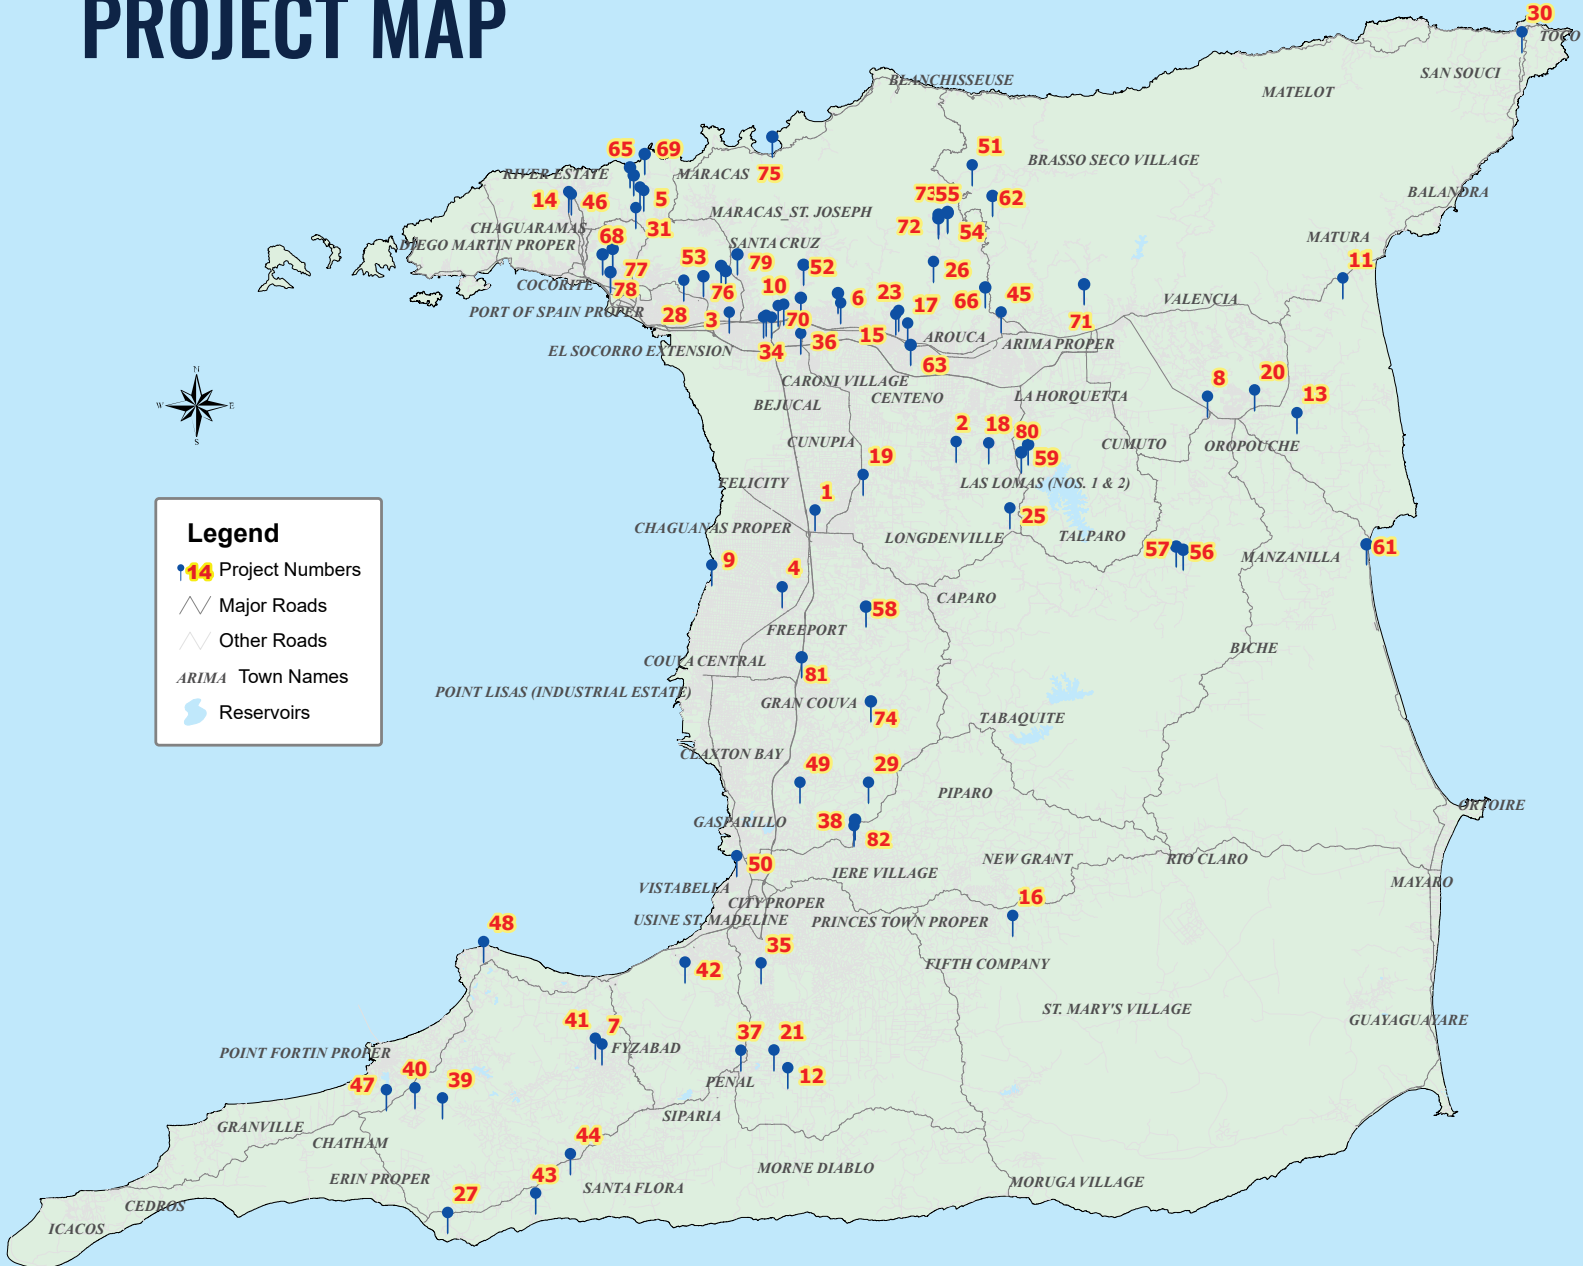 PROJECT MAP
30
TOCO
SAN SOUCI
BLANCHISSEUSE
MATELOT
65
69
51
BRASSO SECO VILLAGE
RIVER ESTATE
MARACAS
75
14
46
5
73
55
62
BALANDRA
MARACAS_ST. JOSEPH
72
54
CHAGUARAMAS
31
68
DIEGO MARTIN PROPER
SANTA CRUZ
MATURA
53
79
52
11
77
26
COCORITE
78
76
10
6
23
17
66
45
VALENCIA
PORT OF SPAIN PROPER
28
3
70
15
71
34
36
AROUCA
ARIMA PROPER
EL SOCORRO EXTENSION
63
N
W
E
S
CARONI VILLAGE
8
20
13
BEJUCAL
CENTENO
LA HORQUETTA
2
18
80
CUNUPIA
CUMUTO
OROPOUCHE
19
59
FELICITY
LAS LOMAS (NOS. 1 & 2)
1
25
CHAGUANAS PROPER
LONGDENVILLE
TALPARO
57
56
MANZANILLA
61
9
4
CAPARO
58
FREEPORT
BICHE
COUVA CENTRAL
81
POINT LISAS (INDUSTRIAL ESTATE)
GRAN COUVA
74
TABAQUITE
CLAXTON BAY
49
29
PIPARO
ORTOIRE
GASPARILLO
38
82
50
IERE VILLAGE
NEW GRANT
RIO CLARO
VISTABELLA
MAYARO
CITY PROPER
16
USINE ST. MADELINE
PRINCES TOWN PROPER
48
35
42
FIFTH COMPANY
ST. MARY'S VILLAGE
GUAYAGUAYARE
41
7
37
21
POINT FORTIN PROPER
FYZABAD
47
40
39
PENAL
12
SIPARIA
GRANVILLE
CHATHAM
44
ERIN PROPER
43
MORNE DIABLO
SANTA FLORA
MORUGA VILLAGE
27
CEDROS
ICACOS
Legend
14 Project Numbers
Major Roads
Other Roads
ARIMA Town Names
Reservoirs